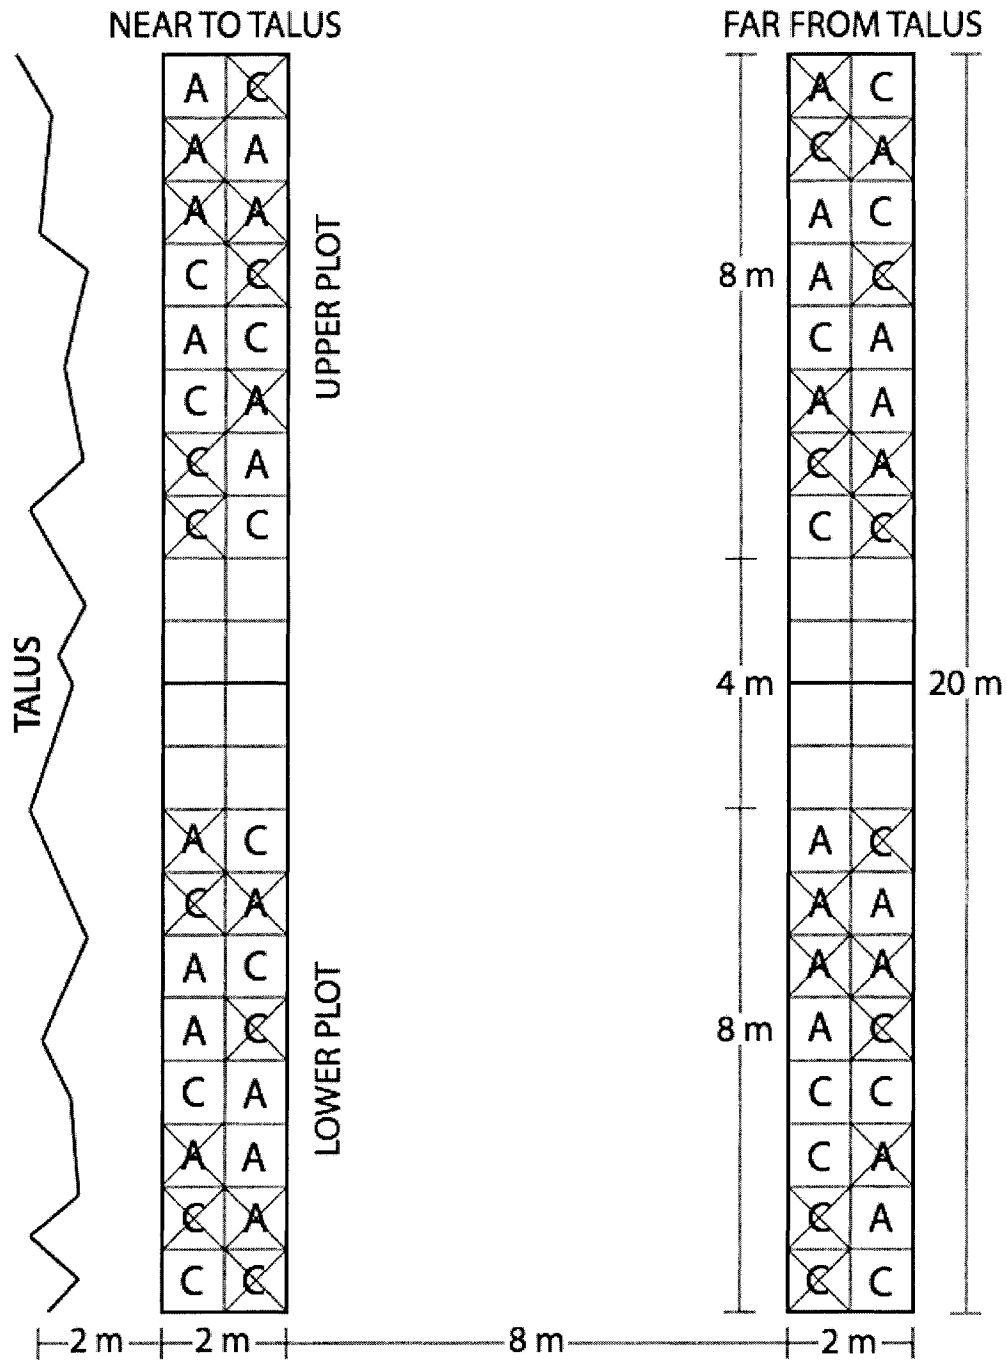 NEAR TO TALUS
FAR FROM TALUS
A C A C
A A C A
A A A C
C C A C
A C C A
C A A A
C A C A
C C C C
UPPER PLOT
8 m
TALUS
4 m
20 m
A C A C
C A A A
A C A A
A C A C
C A C C
A A C A
C A C A
C C C C
LOWER PLOT
8 m
2 m 2 m 8 m 2 m